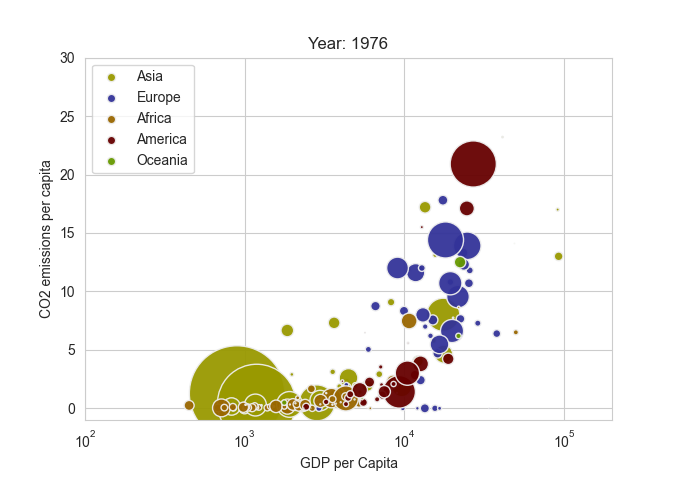 Year: 1976
CO2 emissions per capita
30
25
20
15
10
5
0
Asia
Europe
Africa
America
Oceania
10²
10³
10⁴
10⁵
GDP per Capita